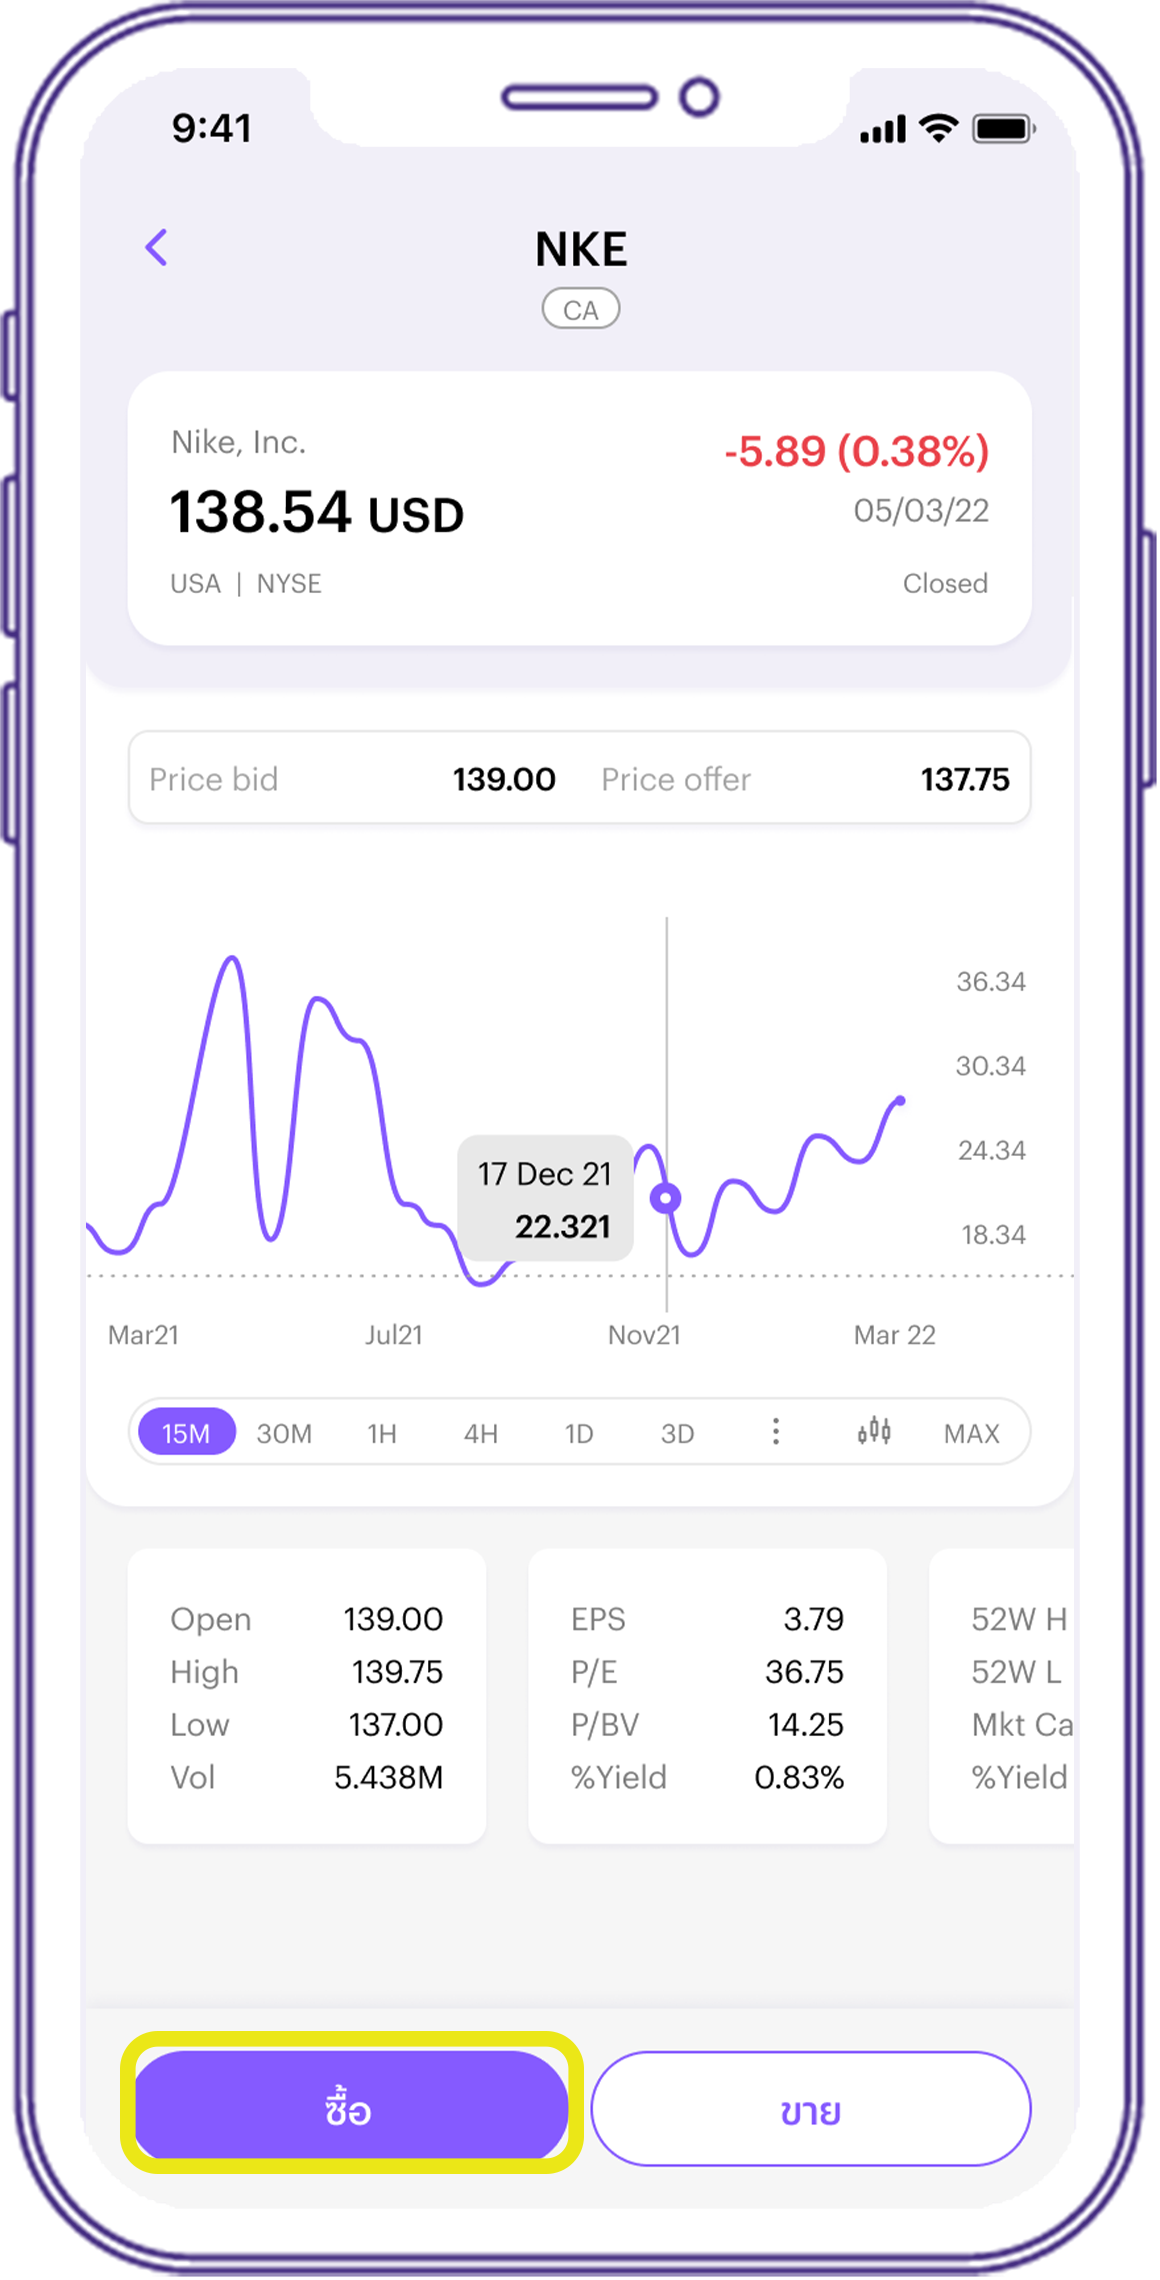 9:41
NKE
CA
Nike, Inc.
-5.89 (0.38%)
138.54 USD
05/03/22
USA | NYSE
Closed
Price bid 139.00 Price offer 137.75
36.34
30.34
24.34
18.34
17 Dec 21
22.321
Mar21 Jul21 Nov21 Mar 22
15M 30M 1H 4H 1D 3D MAX
Open 139.00
High 139.75
Low 137.00
Vol 5.438M
EPS 3.79
P/E 36.75
P/BV 14.25
%Yield 0.83%
52W H
52W L
Mkt Ca
%Yield
ซื้อ
ขาย